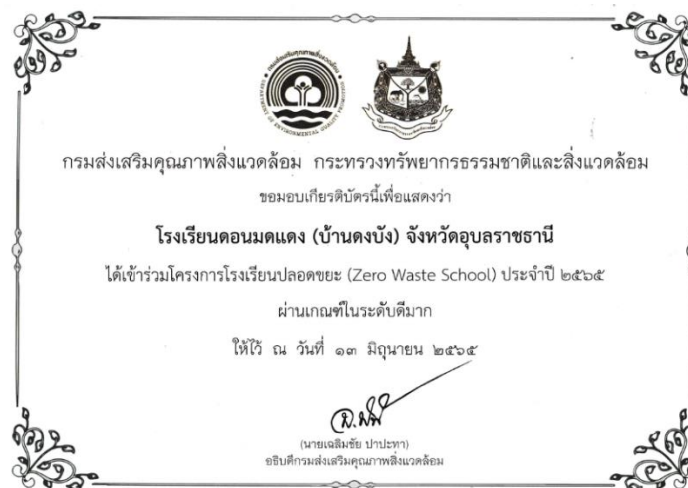 กรมส่งเสริมคุณภาพสิ่งแวดล้อม กระทรวงทรัพยากรธรรมชาติและสิ่งแวดล้อม
ขอมอบเกียรติบัตรนี้เพื่อแสดงว่า
โรงเรียนดอนมดแดง (บ้านดงบัง) จังหวัดอุบลราชธานี
ได้เข้าร่วมโครงการโรงเรียนปลอดขยะ (Zero Waste School) ประจำปี ๒๕๖๕
ผ่านเกณฑ์ในระดับดีมาก
ให้ไว้ ณ วันที่ ๑๓ มิถุนายน ๒๕๖๕
(นายเฉลิมชัย ปาปะทา)
อธิบดีกรมส่งเสริมคุณภาพสิ่งแวดล้อม